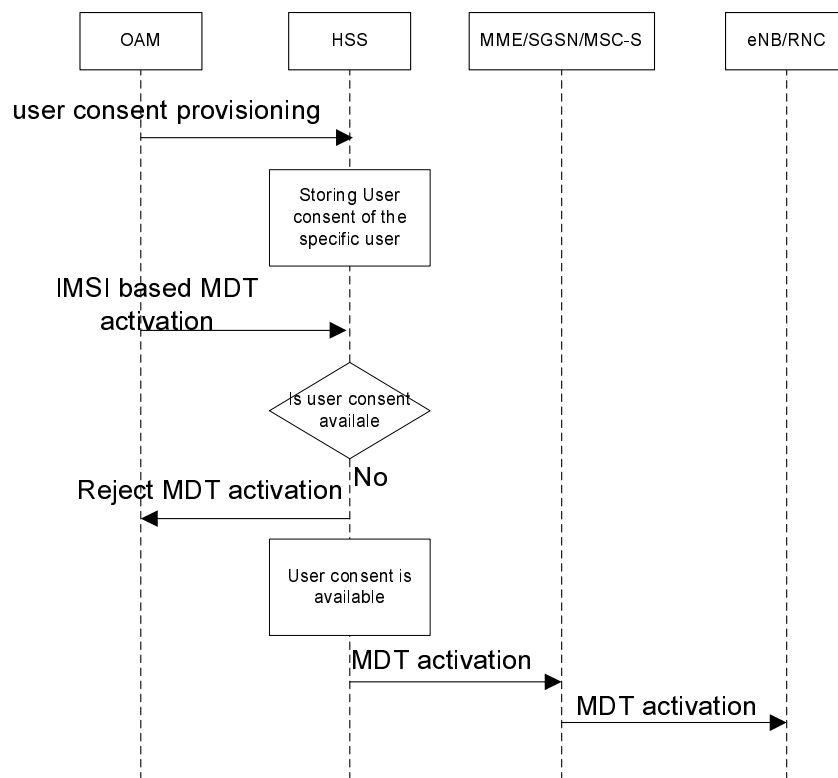 OAM
HSS
MME/SGSN/MSC-S
eNB/RNC
user consent provisioning
Storing User
consent of the
specific user
IMSI based MDT
activation
Is user consent
availale
No
Reject MDT activation
User consent is
available
MDT activation
MDT activation